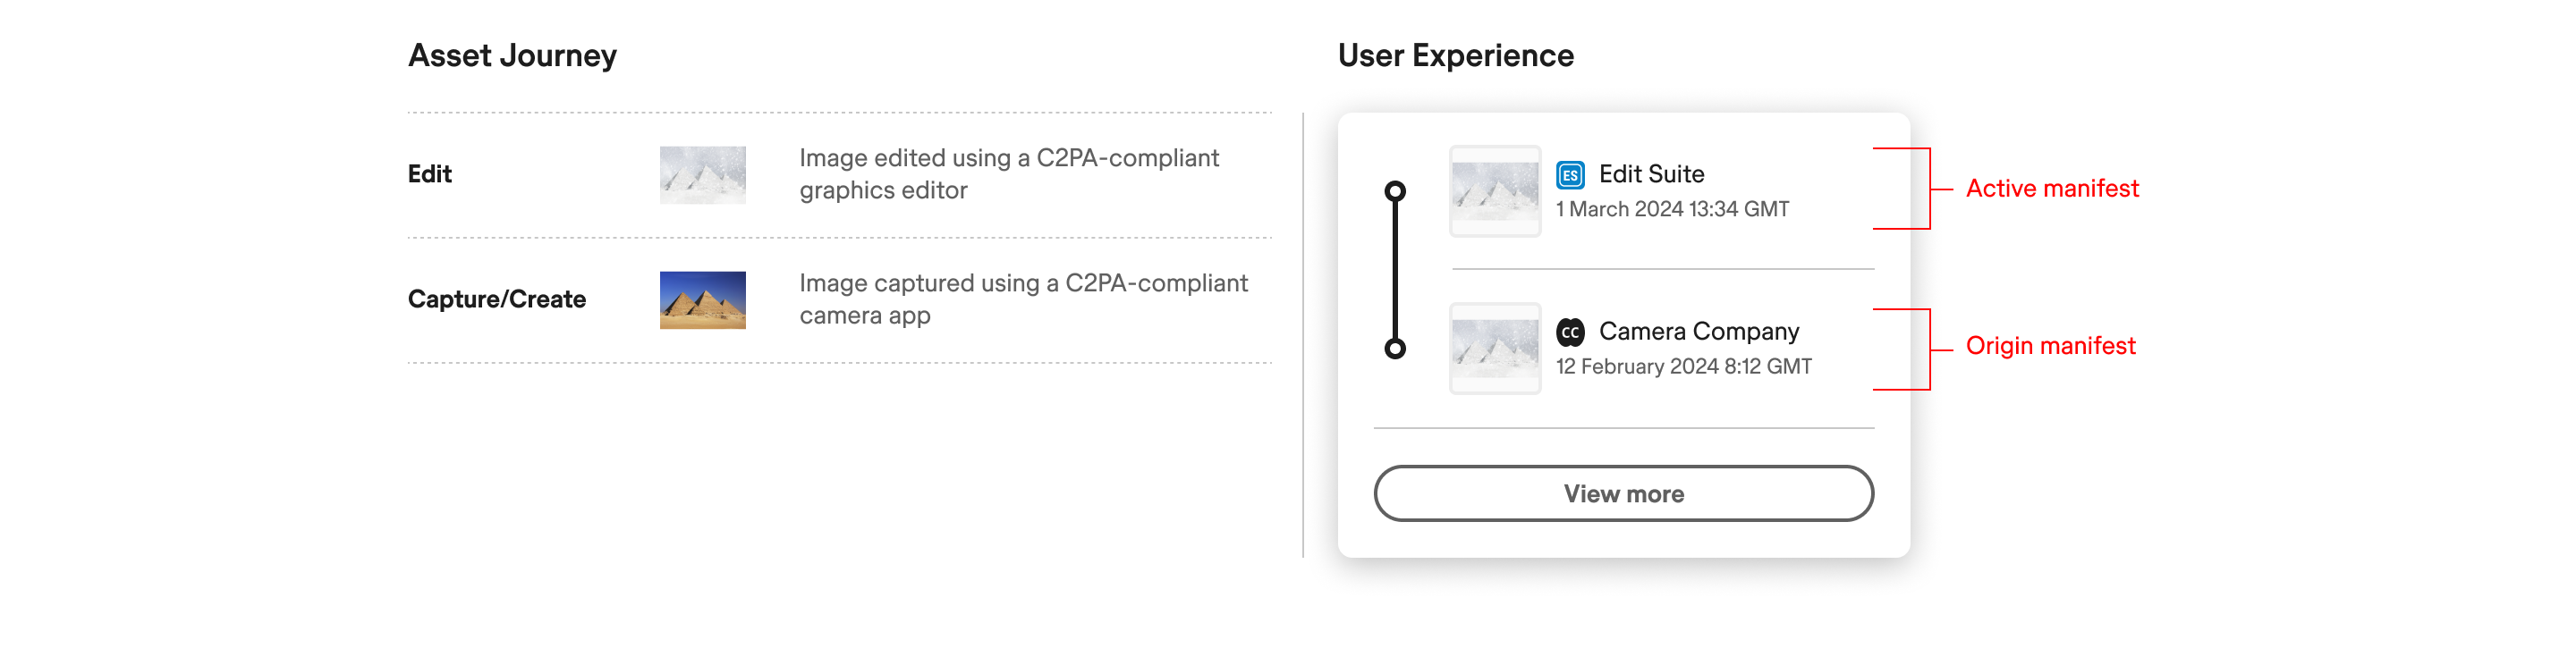 Asset Journey
Edit
Image edited using a C2PA-compliant
graphics editor
Capture/Create
Image captured using a C2PA-compliant
camera app
User Experience
ES Edit Suite
1 March 2024 13:34 GMT
Active manifest
CC Camera Company
12 February 2024 8:12 GMT
Origin manifest
View more